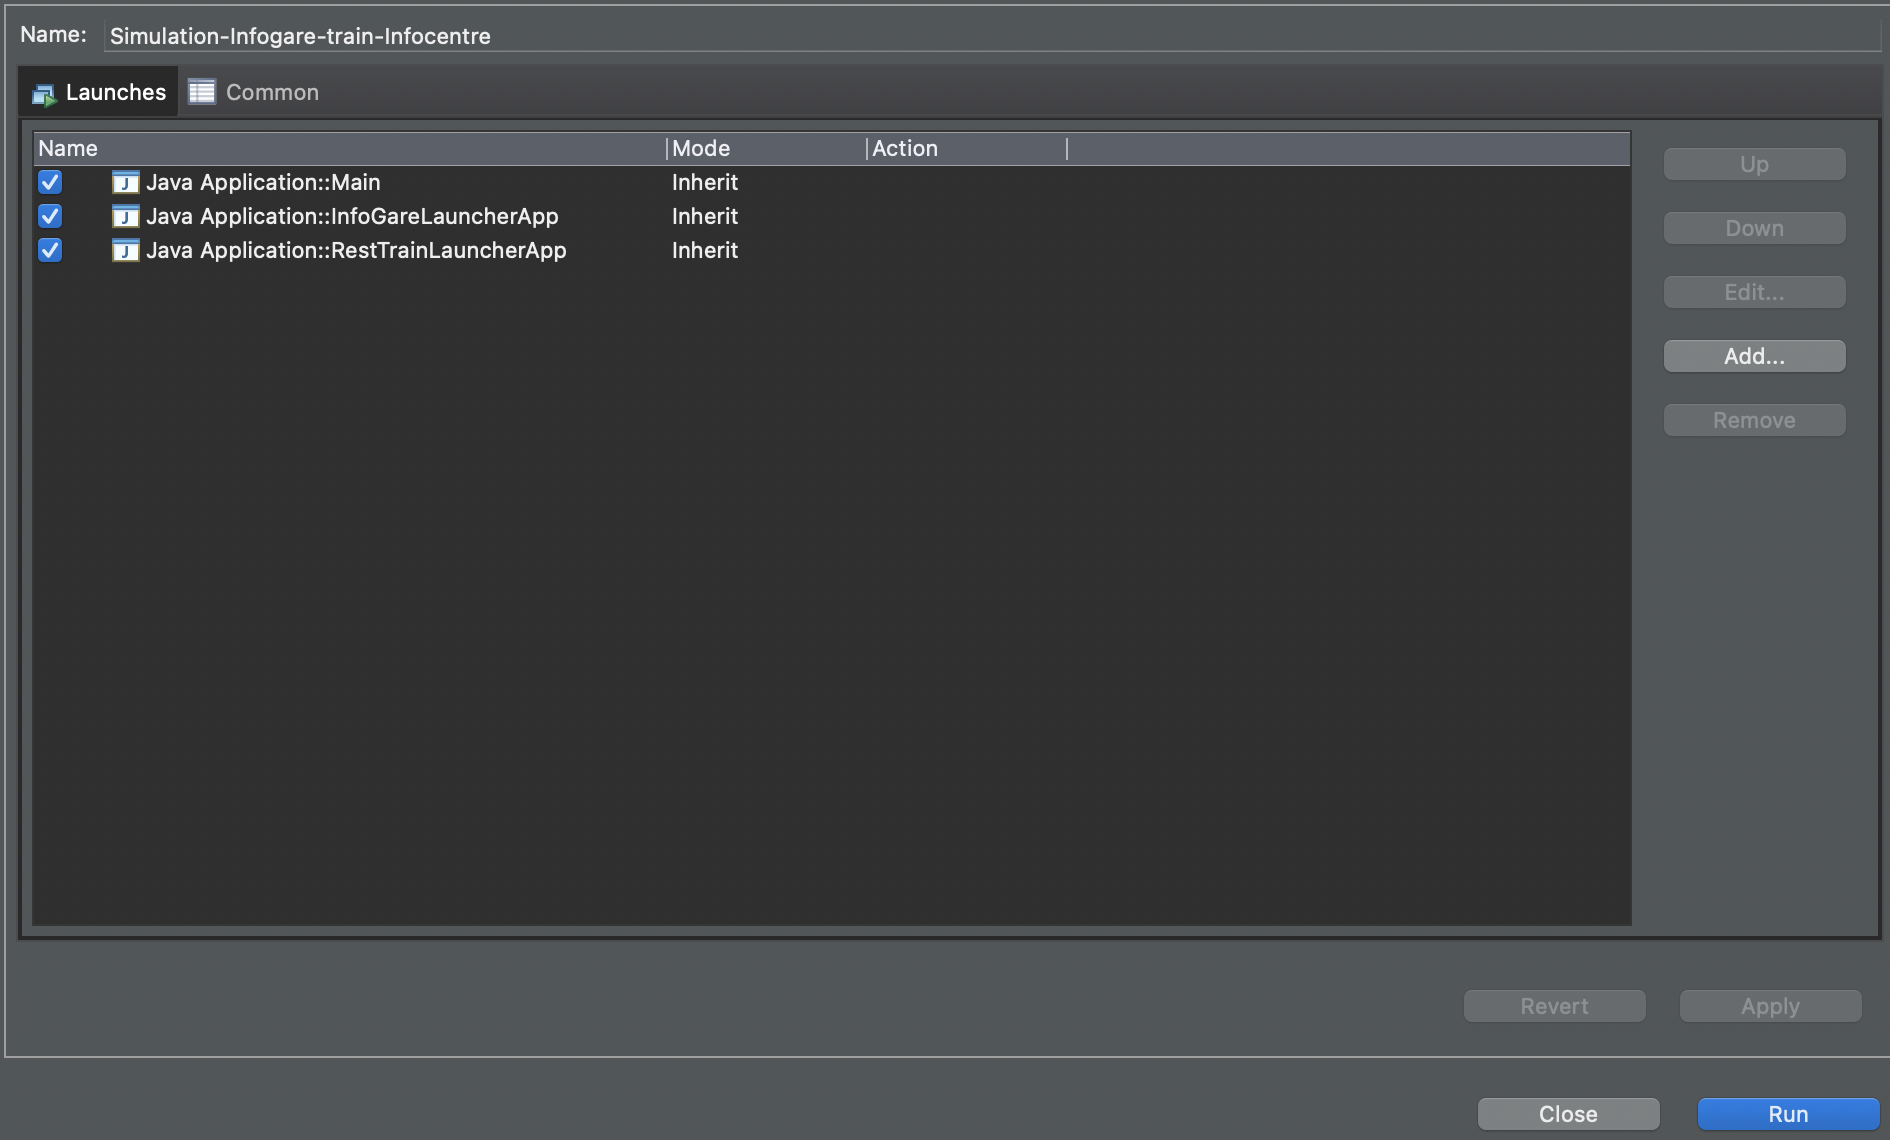 Name: Simulation-Infogare-train-Infocentre
Launches Common
Name Mode Action
Java Application::Main Inherit
Java Application::InfoGareLauncherApp Inherit
Java Application::RestTrainLauncherApp Inherit
Up
Down
Edit...
Add...
Remove
Revert Apply
Close Run